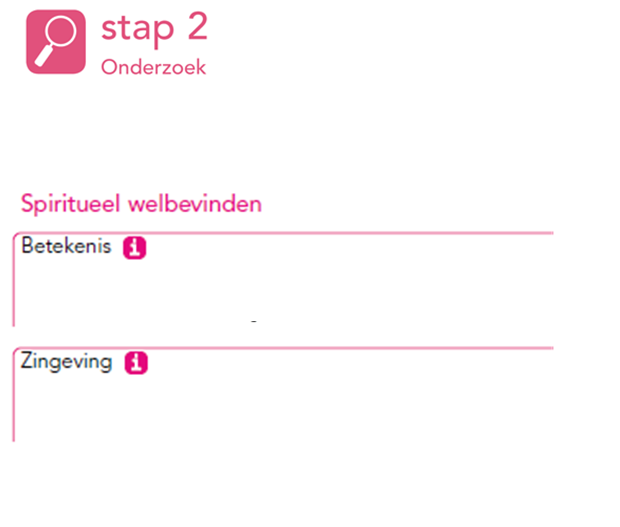 stap 2
Onderzoek
Spiritueel welbevinden
Betekenis i
-
Zingeving i